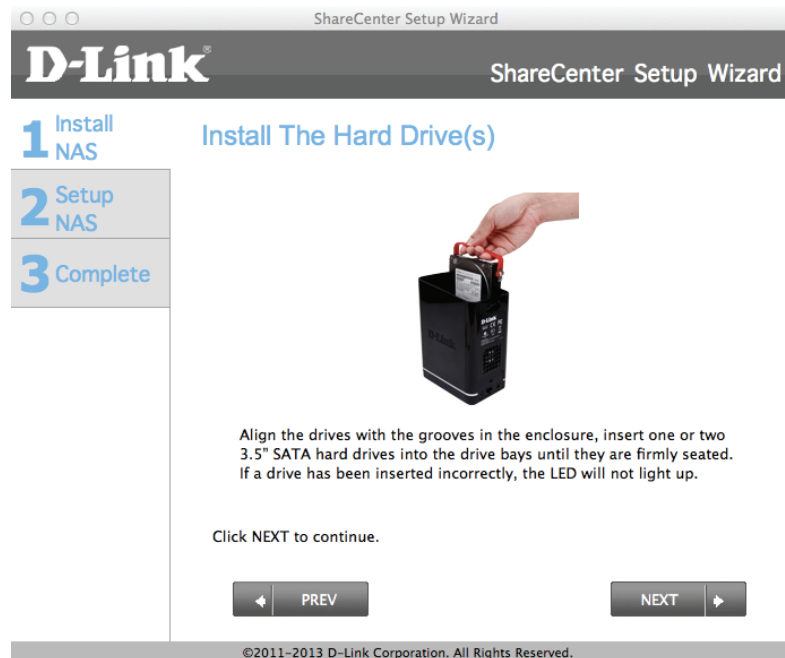 ShareCenter Setup Wizard
D-Link®
ShareCenter Setup Wizard
1 Install
NAS
2 Setup
NAS
3 Complete
Install The Hard Drive(s)
D-Link
D-Link
Align the drives with the grooves in the enclosure, insert one or two
3.5” SATA hard drives into the drive bays until they are firmly seated.
If a drive has been inserted incorrectly, the LED will not light up.
Click NEXT to continue.
PREV
NEXT
©2011–2013 D-Link Corporation. All Rights Reserved.